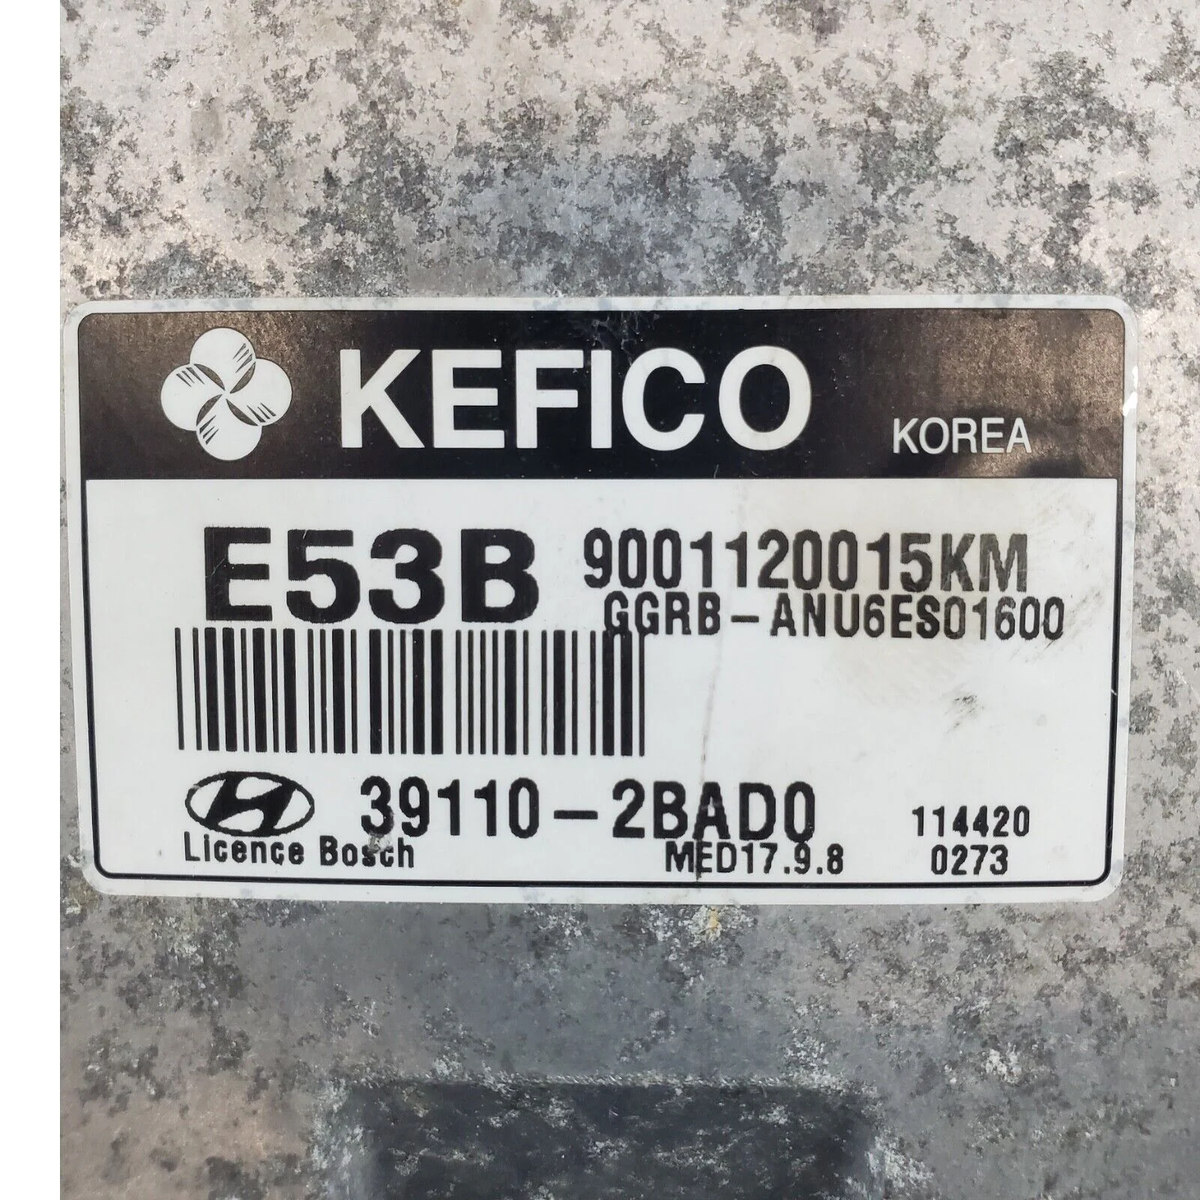 KEFICO KOREA
E53B 9001120015KM
GGRB-ANU6ES01600
39110-2BAD0 114420
Licence Bosch MED17.9.8 0273